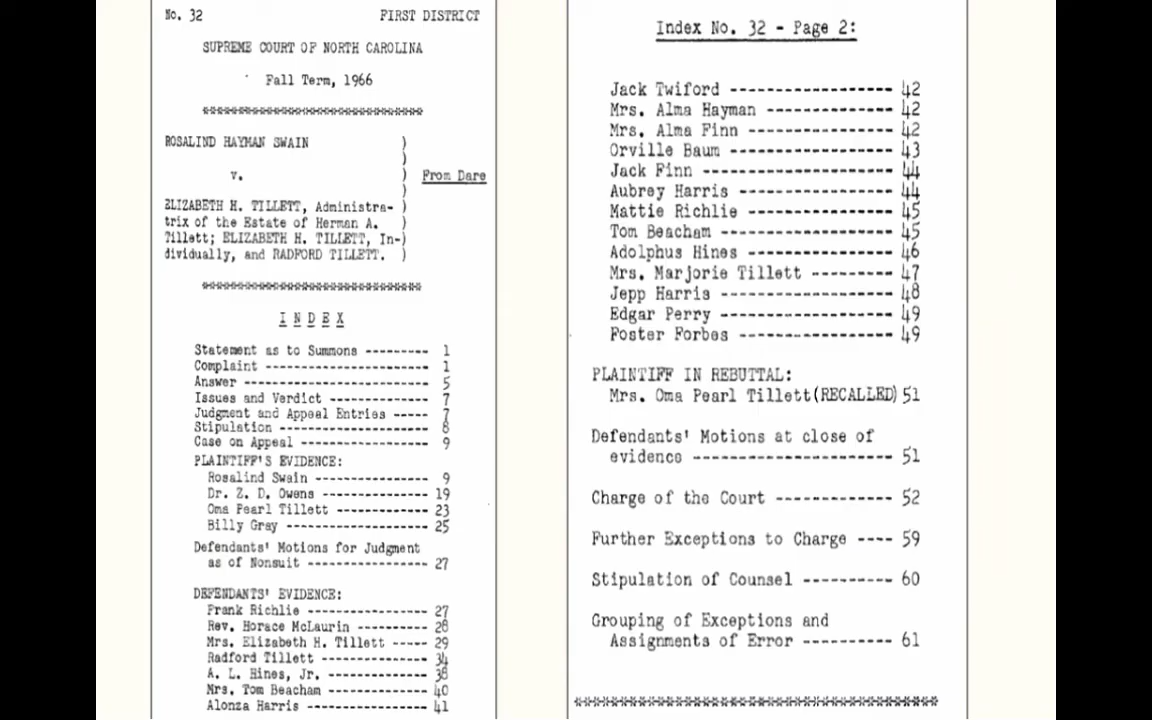 No. 32 FIRST DISTRICT
SUPREME COURT OF NORTH CAROLINA
Fall Term, 1966
****************************************
ROSALIND HAYMAN SWAIN )
)
v. ) From Dare
)
ELIZABETH H. TILLETT, Administra- )
trix of the Estate of Herman A. )
Tillett; ELIZABETH H. TILLETT, In-)
dividually, and RADFORD TILLETT. )
****************************************
I N D E X
Statement as to Summons --------- 1
Complaint ----------------------- 1
Answer -------------------------- 5
Issues and Verdict -------------- 7
Judgment and Appeal Entries ----- 7
Stipulation --------------------- 8
Case on Appeal ------------------ 9
PLAINTIFF'S EVIDENCE:
Rosalind Swain ---------------- 9
Dr. Z. D. Owens --------------- 19
Oma Pearl Tillett ------------- 23
Billy Gray -------------------- 25
Defendants' Motions for Judgment
as of Nonsuit ----------------- 27
DEFENDANTS' EVIDENCE:
Frank Richlie ----------------- 27
Rev. Horace McLaurin ---------- 28
Mrs. Elizabeth H. Tillett ----- 29
Radford Tillett --------------- 34
A. L. Hines, Jr. -------------- 38
Mrs. Tom Beacham -------------- 40
Alonza Harris ----------------- 41
Index No. 32 - Page 2:
Jack Twiford ------------------ 42
Mrs. Alma Hayman --------------- 42
Mrs. Alma Finn ---------------- 42
Orville Baum ------------------ 43
Jack Finn ---------------------- 44
Aubrey Harris ----------------- 44
Mattie Richlie ---------------- 45
Tom Beacham -------------------- 45
Adolphus Hines ----------------- 46
Mrs. Marjorie Tillett --------- 47
Jepp Harris ------------------- 48
Edgar Perry ------------------- 49
Foster Forbes ----------------- 49
PLAINTIFF IN REBUTTAL:
Mrs. Oma Pearl Tillett(RECALLED) 51
Defendants' Motions at close of
evidence ---------------------- 51
Charge of the Court ------------- 52
Further Exceptions to Charge ---- 59
Stipulation of Counsel ---------- 60
Grouping of Exceptions and
Assignments of Error ---------- 61
****************************************